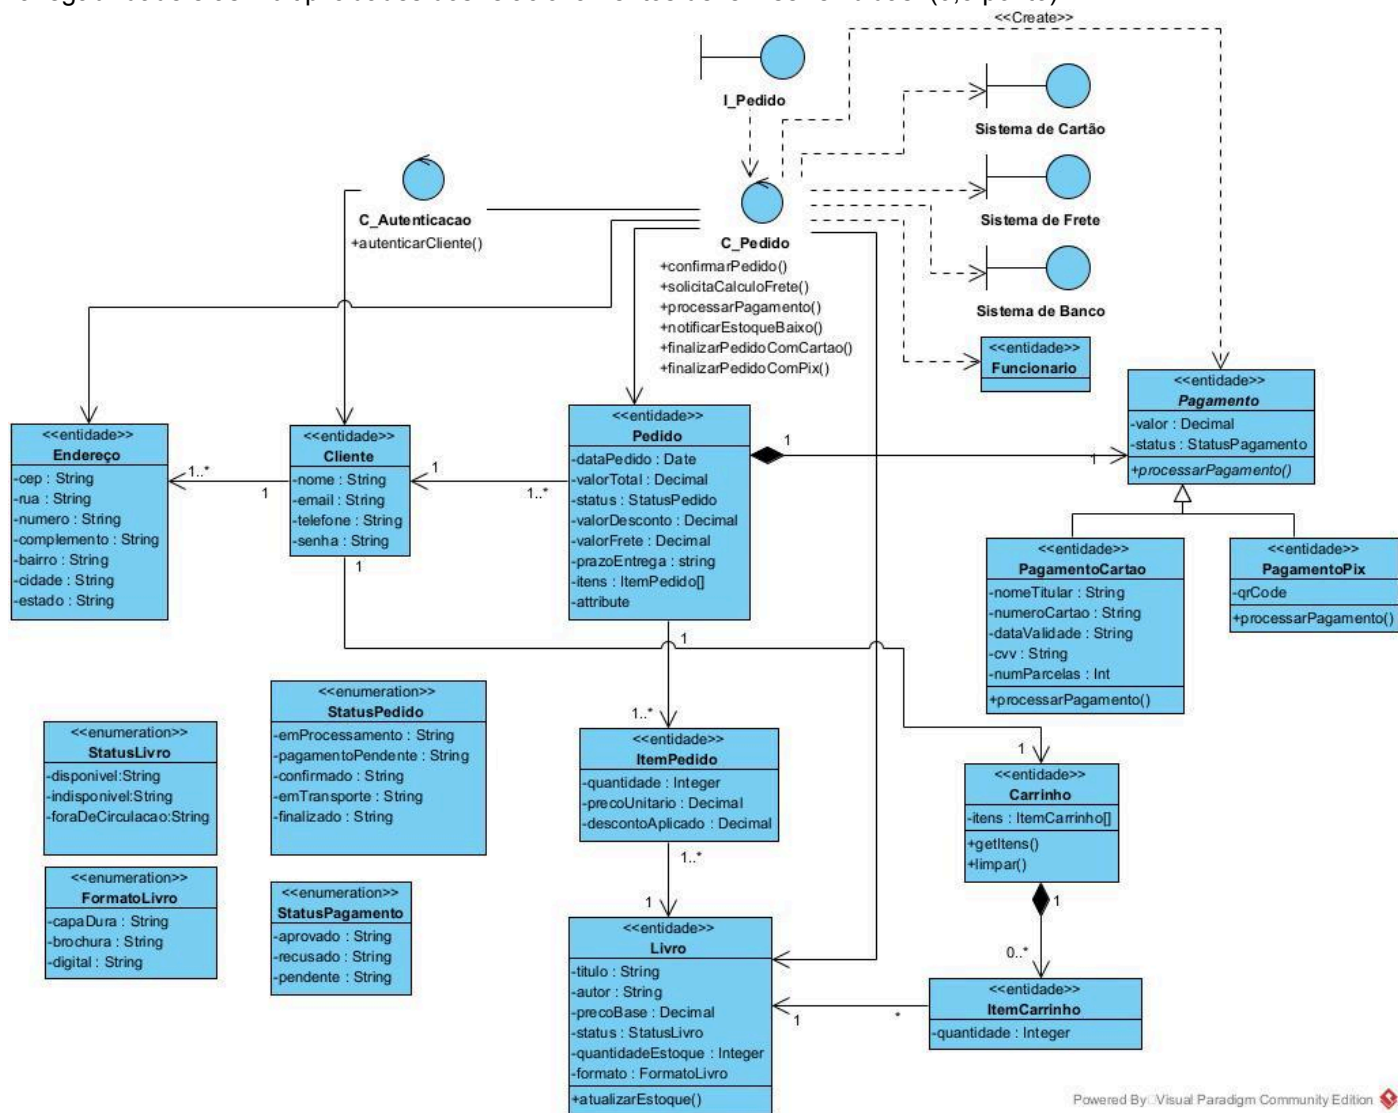 <<Create>>
I_Pedido
Sistema de Cartão
Sistema de Frete
Sistema de Banco
C_Autenticacao
+autenticarCliente()
C_Pedido
+confirmarPedido()
+solicitaCalculoFrete()
+processarPagamento()
+notificarEstoqueBaixo()
+finalizarPedidoComCartao()
+finalizarPedidoComPix()
<<entidade>>
Funcionario
<<entidade>>
Pagamento
-valor : Decimal
-status : StatusPagamento
+processarPagamento()
<<entidade>>
Endereço
-cep : String
-rua : String
-numero : String
-complemento : String
-bairro : String
-cidade : String
-estado : String
1..*
1
<<entidade>>
Cliente
-nome : String
-email : String
-telefone : String
-senha : String
1
1
1..*
<<entidade>>
Pedido
-dataPedido : Date
-valorTotal : Decimal
-status : StatusPedido
-valorDesconto : Decimal
-valorFrete : Decimal
-prazoEntrega : string
-itens : ItemPedido[]
-attribute
1
1
1
1..*
<<entidade>>
PagamentoCartao
-nomeTitular : String
-numeroCartao : String
-dataValidade : String
-cvv : String
-numParcelas : Int
+processarPagamento()
<<entidade>>
PagamentoPix
-qrCode
+processarPagamento()
<<enumeration>>
StatusLivro
-disponivel:String
-indisponivel:String
-foraDeCirculacao:String
<<enumeration>>
StatusPedido
-emProcessamento : String
-pagamentoPendente : String
-confirmado : String
-emTransporte : String
-finalizado : String
<<enumeration>>
FormatoLivro
-capaDura : String
-brochura : String
-digital : String
<<enumeration>>
StatusPagamento
-aprovado : String
-recusado : String
-pendente : String
<<entidade>>
ItemPedido
-quantidade : Integer
-precoUnitario : Decimal
-descontoAplicado : Decimal
1..*
1
<<entidade>>
Livro
-titulo : String
-autor : String
-precoBase : Decimal
-status : StatusLivro
-quantidadeEstoque : Integer
-formato : FormatoLivro
+atualizarEstoque()
1
<<entidade>>
Carrinho
-itens : ItemCarrinho[]
+getItens()
+limpar()
1
0..*
<<entidade>>
ItemCarrinho
-quantidade : Integer
1
*
Powered By Visual Paradigm Community Edition